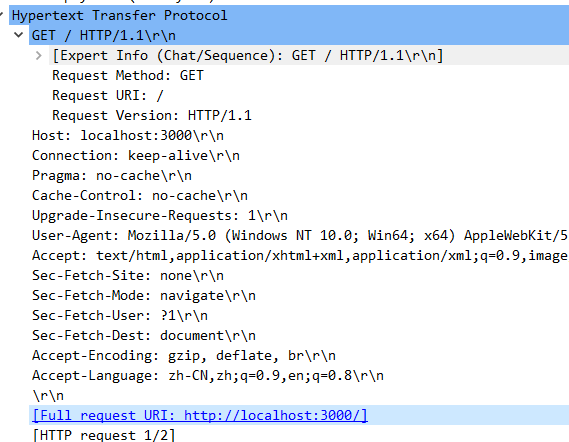 Hypertext Transfer Protocol
GET / HTTP/1.1\r\n
[Expert Info (Chat/Sequence): GET / HTTP/1.1\r\n]
Request Method: GET
Request URI: /
Request Version: HTTP/1.1
Host: localhost:3000\r\n
Connection: keep-alive\r\n
Pragma: no-cache\r\n
Cache-Control: no-cache\r\n
Upgrade-Insecure-Requests: 1\r\n
User-Agent: Mozilla/5.0 (Windows NT 10.0; Win64; x64) AppleWebKit/5
Accept: text/html,application/xhtml+xml,application/xml;q=0.9,image
Sec-Fetch-Site: none\r\n
Sec-Fetch-Mode: navigate\r\n
Sec-Fetch-User: ?1\r\n
Sec-Fetch-Dest: document\r\n
Accept-Encoding: gzip, deflate, br\r\n
Accept-Language: zh-CN,zh;q=0.9,en;q=0.8\r\n
\r\n
[Full request URI: http://localhost:3000/]
[HTTP request 1/2]